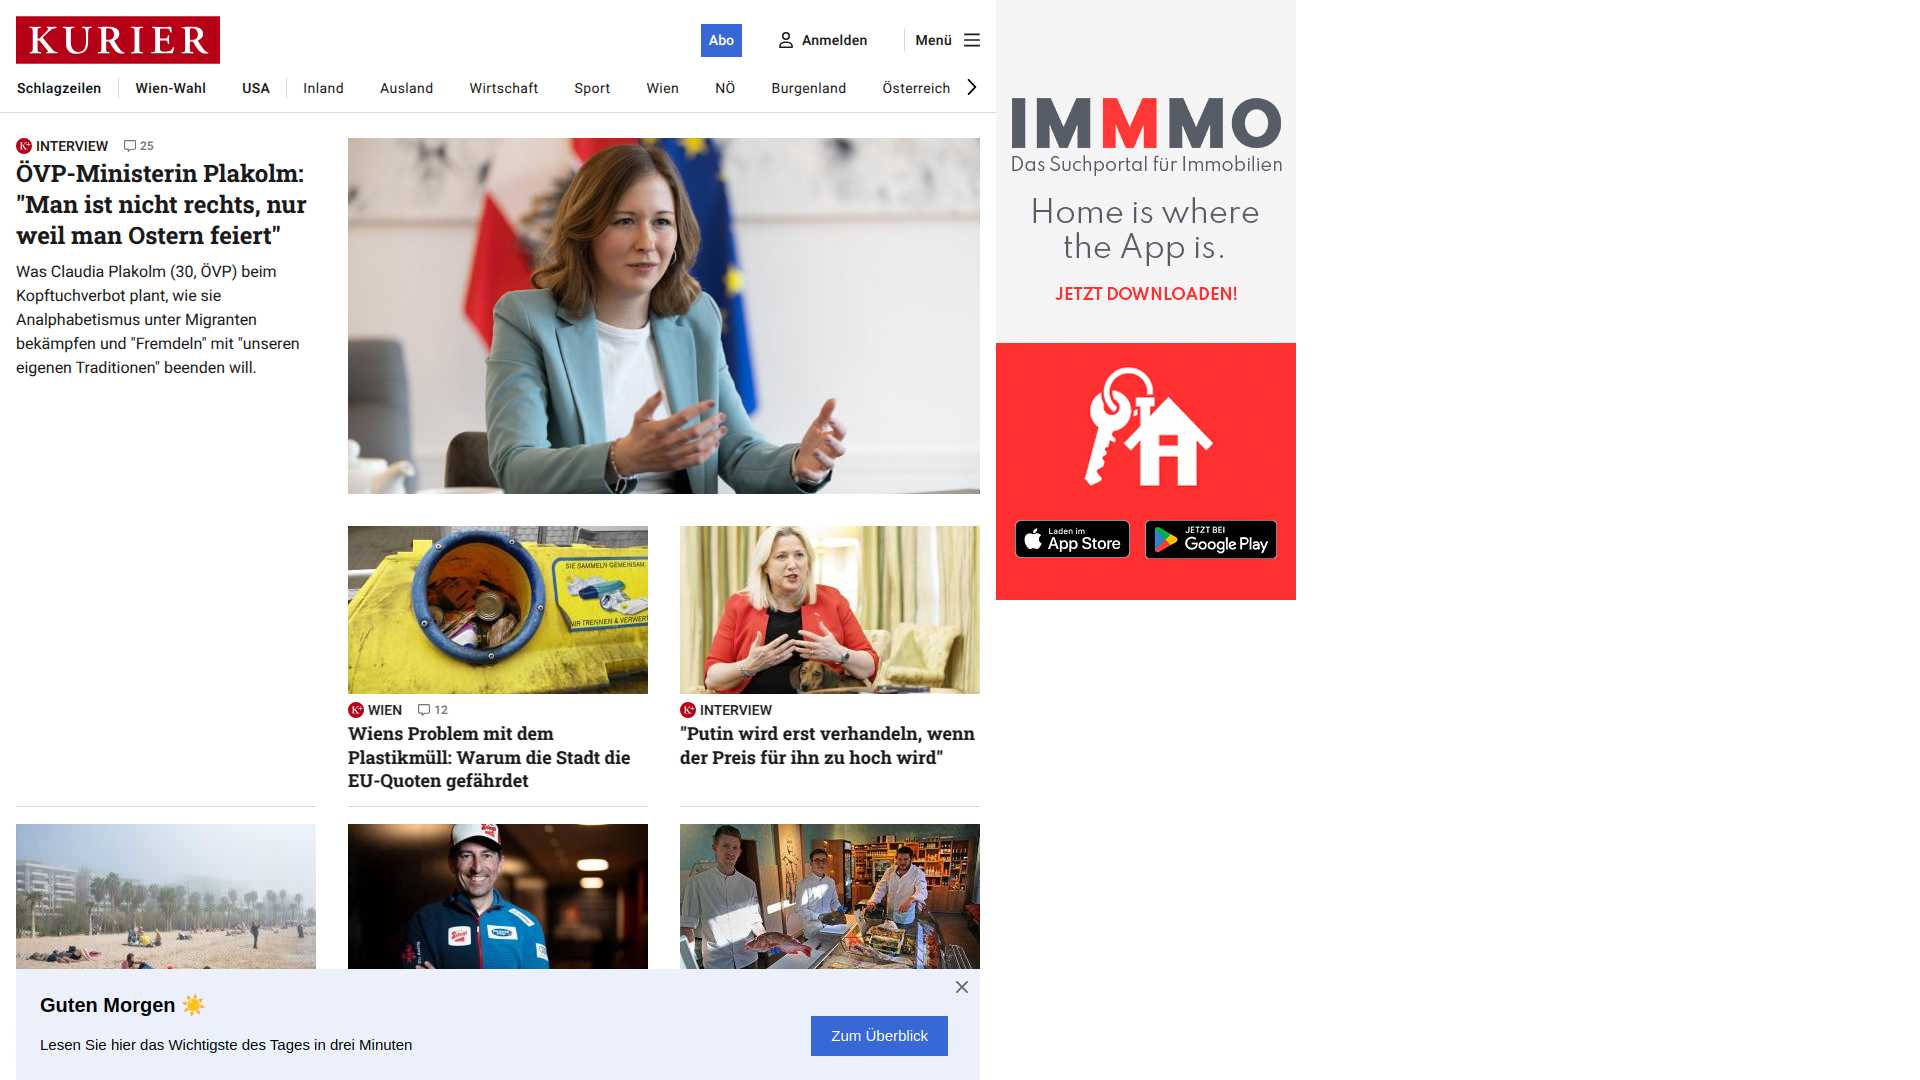 KURIER
Abo
Anmelden
Menü
Schlagzeilen
Wien-Wahl
USA
Inland
Ausland
Wirtschaft
Sport
Wien
NÖ
Burgenland
Österreich
K+ INTERVIEW 25
ÖVP-Ministerin Plakolm:
"Man ist nicht rechts, nur
weil man Ostern feiert"
Was Claudia Plakolm (30, ÖVP) beim
Kopftuchverbot plant, wie sie
Analphabetismus unter Migranten
bekämpfen und "Fremdeln" mit "unseren
eigenen Traditionen" beenden will.
SIE SAMMELN GEMEINSAM
WIR TRENNEN & VERWERT
K+ WIEN 12
Wiens Problem mit dem
Plastikmüll: Warum die Stadt die
EU-Quoten gefährdet
K+ INTERVIEW
"Putin wird erst verhandeln, wenn
der Preis für ihn zu hoch wird"
Guten Morgen
Lesen Sie hier das Wichtigste des Tages in drei Minuten
Zum Überblick
IMMMO
Das Suchportal für Immobilien
Home is where
the App is.
JETZT DOWNLOADEN!
Laden im
App Store
JETZT BEI
Google Play